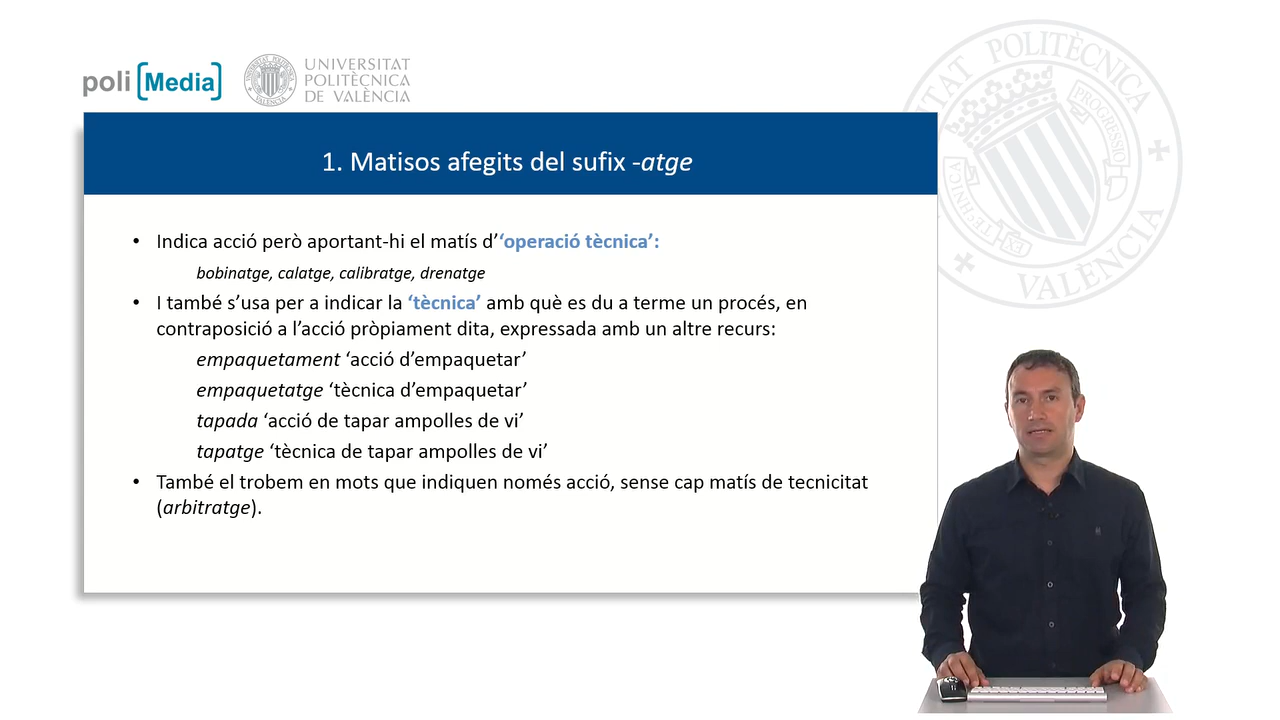 poli [Media]
UNIVERSITAT
POLITÈCNICA
DE VALÈNCIA
1. Matisos afegits del sufix -atge
• Indica acció però aportant-hi el matís d'‘operació tècnica’:
bobinatge, calatge, calibratge, drenatge
• I també s’usa per a indicar la ‘tècnica’ amb què es du a terme un procés, en
contraposició a l’acció pròpiament dita, expressada amb un altre recurs:
empaquetament ‘acció d’empaquetar’
empaquetatge ‘tècnica d’empaquetar’
tapada ‘acció de tapar ampolles de vi’
tapatge ‘tècnica de tapar ampolles de vi’
• També el trobem en mots que indiquen només acció, sense cap matís de tecnicitat
(arbitratge).
POLITÈCNICA
VALÈNCIA
PROGRESSIO